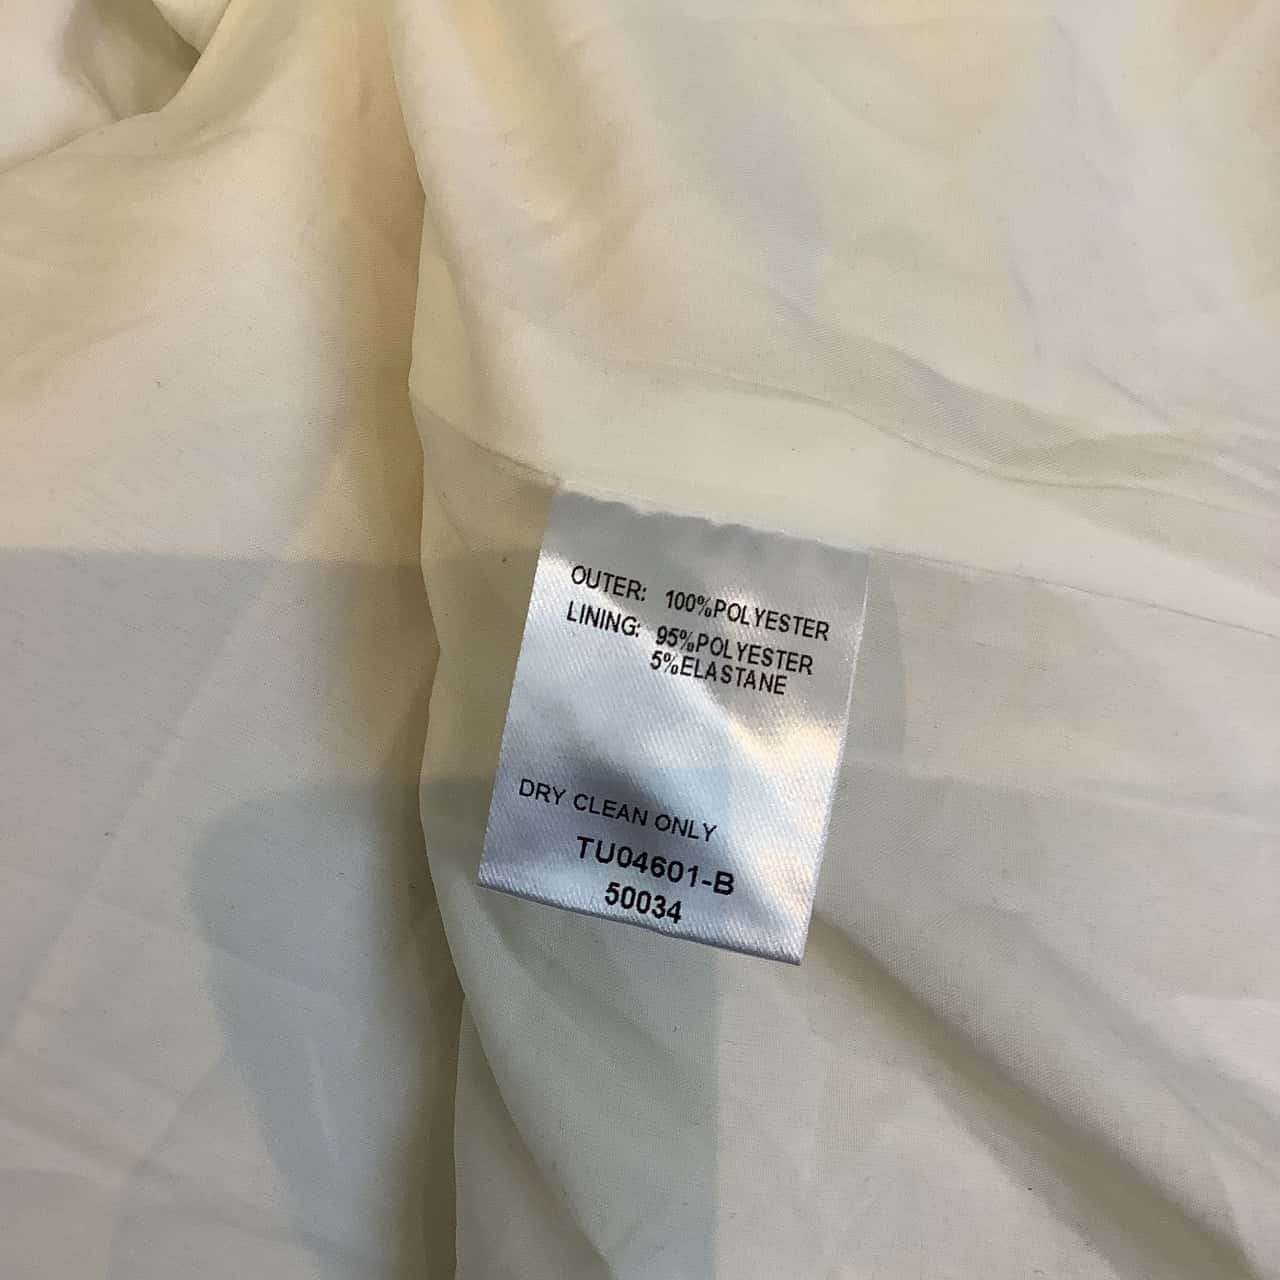 OUTER: 100%POLYESTER
LINING: 95%POLYESTER
5%ELASTANE
DRY CLEAN ONLY
TU04601-B
50034